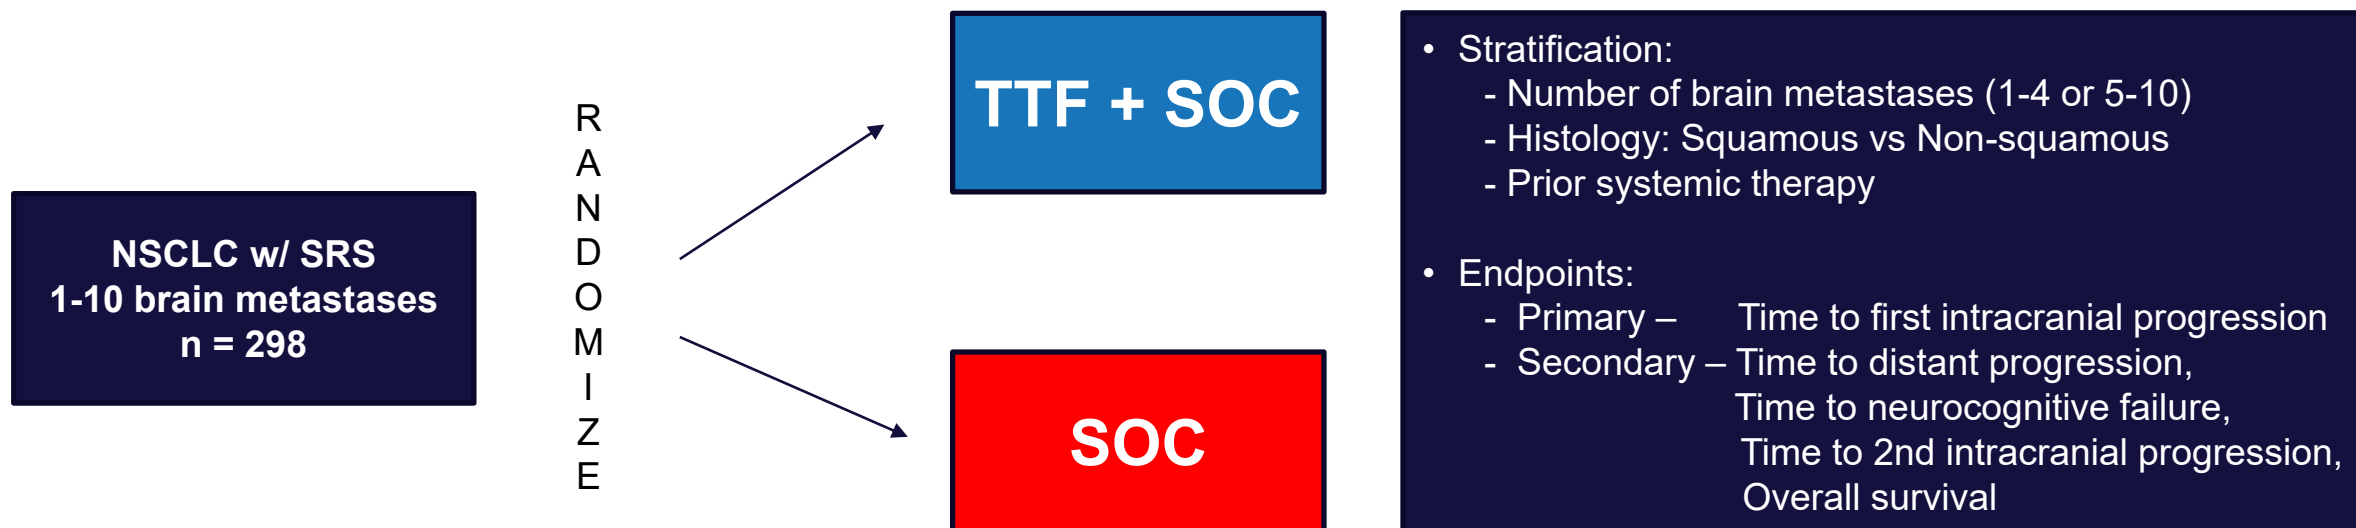 NSCLC w/ SRS
1-10 brain metastases
n = 298
R
A
N
D
O
M
I
Z
E
TTF + SOC
SOC
• Stratification:
- Number of brain metastases (1-4 or 5-10)
- Histology: Squamous vs Non-squamous
- Prior systemic therapy
• Endpoints:
- Primary – Time to first intracranial progression
- Secondary – Time to distant progression,
Time to neurocognitive failure,
Time to 2nd intracranial progression,
Overall survival